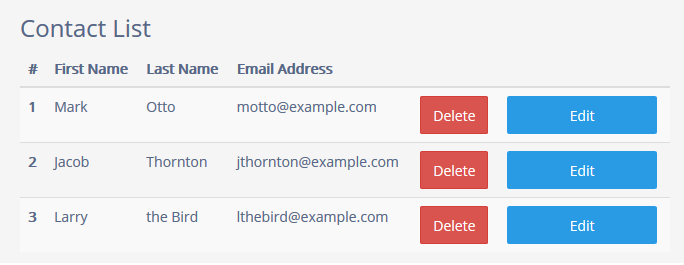 Contact List
# First Name Last Name Email Address
1 Mark Otto motto@example.com Delete Edit
2 Jacob Thornton jthornton@example.com Delete Edit
3 Larry the Bird lthebird@example.com Delete Edit